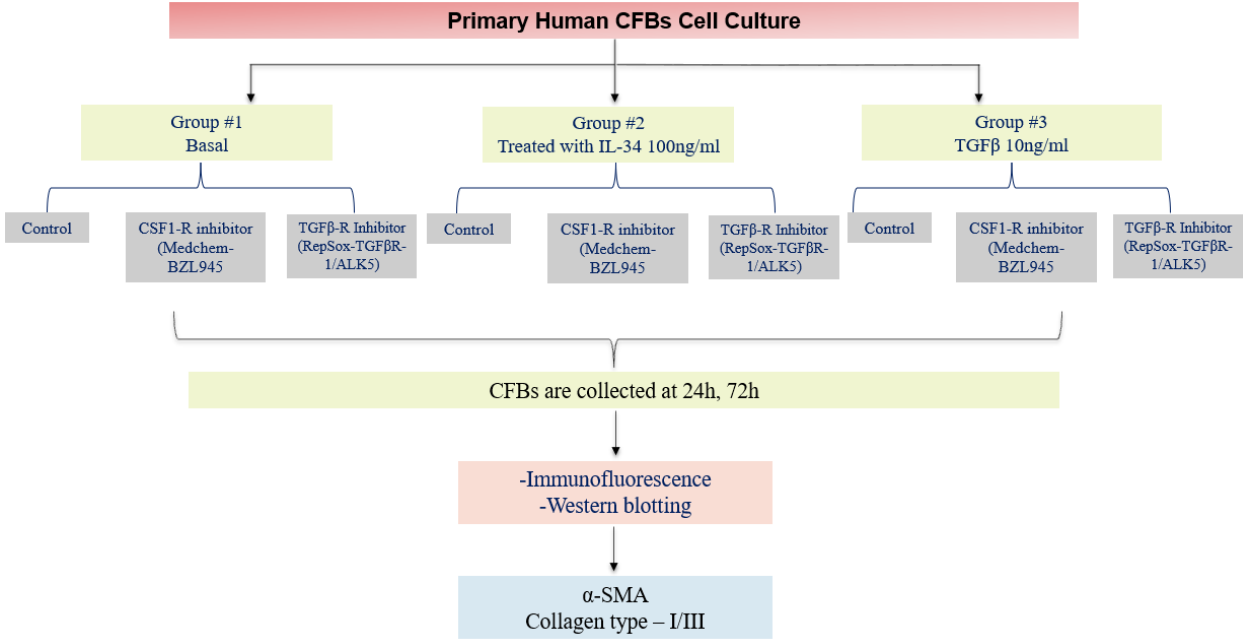 Primary Human CFBs Cell Culture
Group #1
Basal
Group #2
Treated with IL-34 100ng/ml
Group #3
TGFβ 10ng/ml
Control
CSF1-R inhibitor
(Medchem-
BZL945
TGFβ-R Inhibitor
(RepSox-TGFβR-
1/ALK5)
Control
CSF1-R inhibitor
(Medchem-
BZL945
TGFβ-R Inhibitor
(RepSox-TGFβR-
1/ALK5)
Control
CSF1-R inhibitor
(Medchem-
BZL945
TGFβ-R Inhibitor
(RepSox-TGFβR-
1/ALK5)
CFBs are collected at 24h, 72h
-Immunofluorescence
-Western blotting
α-SMA
Collagen type – I/III